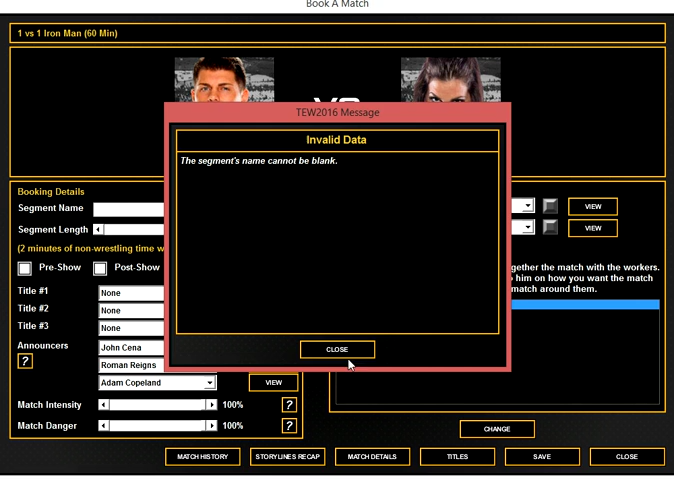 Book A Match
1 vs 1 Iron Man (60 Min)
VS
TEW2016 Message
Invalid Data
The segment's name cannot be blank.
CLOSE
Booking Details
Segment Name
Segment Length
(2 minutes of non-wrestling time
Pre-Show
Post-Show
Title #1
None
Title #2
None
Title #3
None
Announcers
John Cena
?
Roman Reigns
Adam Copeland
VIEW
Match Intensity
100%
?
Match Danger
100%
?
VIEW
VIEW
gether the match with the workers.
him on how you want the match
match around them.
CHANGE
MATCH HISTORY
STORYLINES RECAP
MATCH DETAILS
TITLES
SAVE
CLOSE